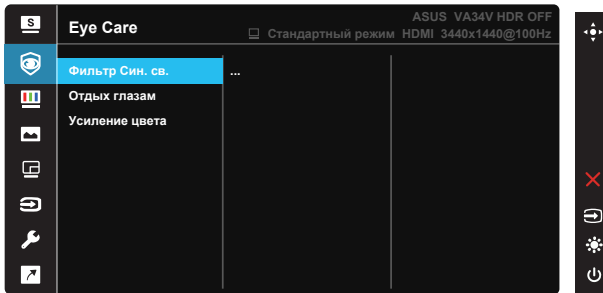 S
Eye Care
ASUS VA34V HDR OFF
Стандартный режим HDMI 3440x1440@100Hz
Фильтр Син. св.
...
Отдых глазам
Усиление цвета